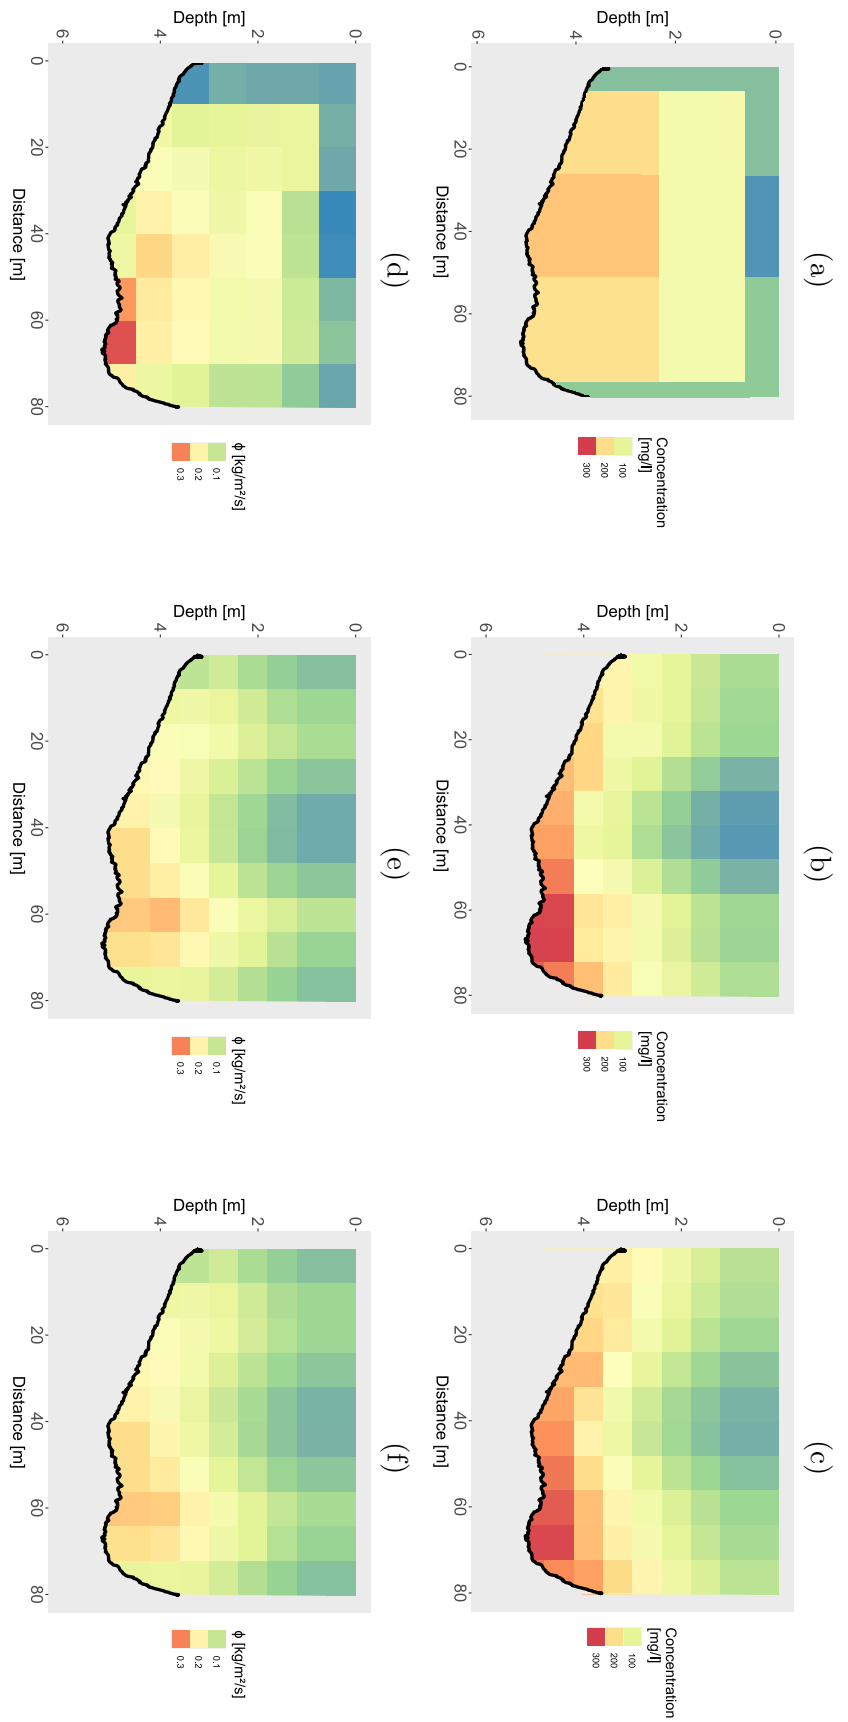 (a)
Depth [m]
0
2
4
6
0
20
40
60
80
Distance [m]
Concentration
[mg/l]
100
200
300
(b)
Depth [m]
0
2
4
6
0
20
40
60
80
Distance [m]
Concentration
[mg/l]
100
200
300
(c)
Depth [m]
0
2
4
6
0
20
40
60
80
Distance [m]
Concentration
[mg/l]
100
200
300
(d)
Depth [m]
0
2
4
6
0
20
40
60
80
Distance [m]
ϕ [kg/m²/s]
0.1
0.2
0.3
(e)
Depth [m]
0
2
4
6
0
20
40
60
80
Distance [m]
ϕ [kg/m²/s]
0.1
0.2
0.3
(f)
Depth [m]
0
2
4
6
0
20
40
60
80
Distance [m]
ϕ [kg/m²/s]
0.1
0.2
0.3